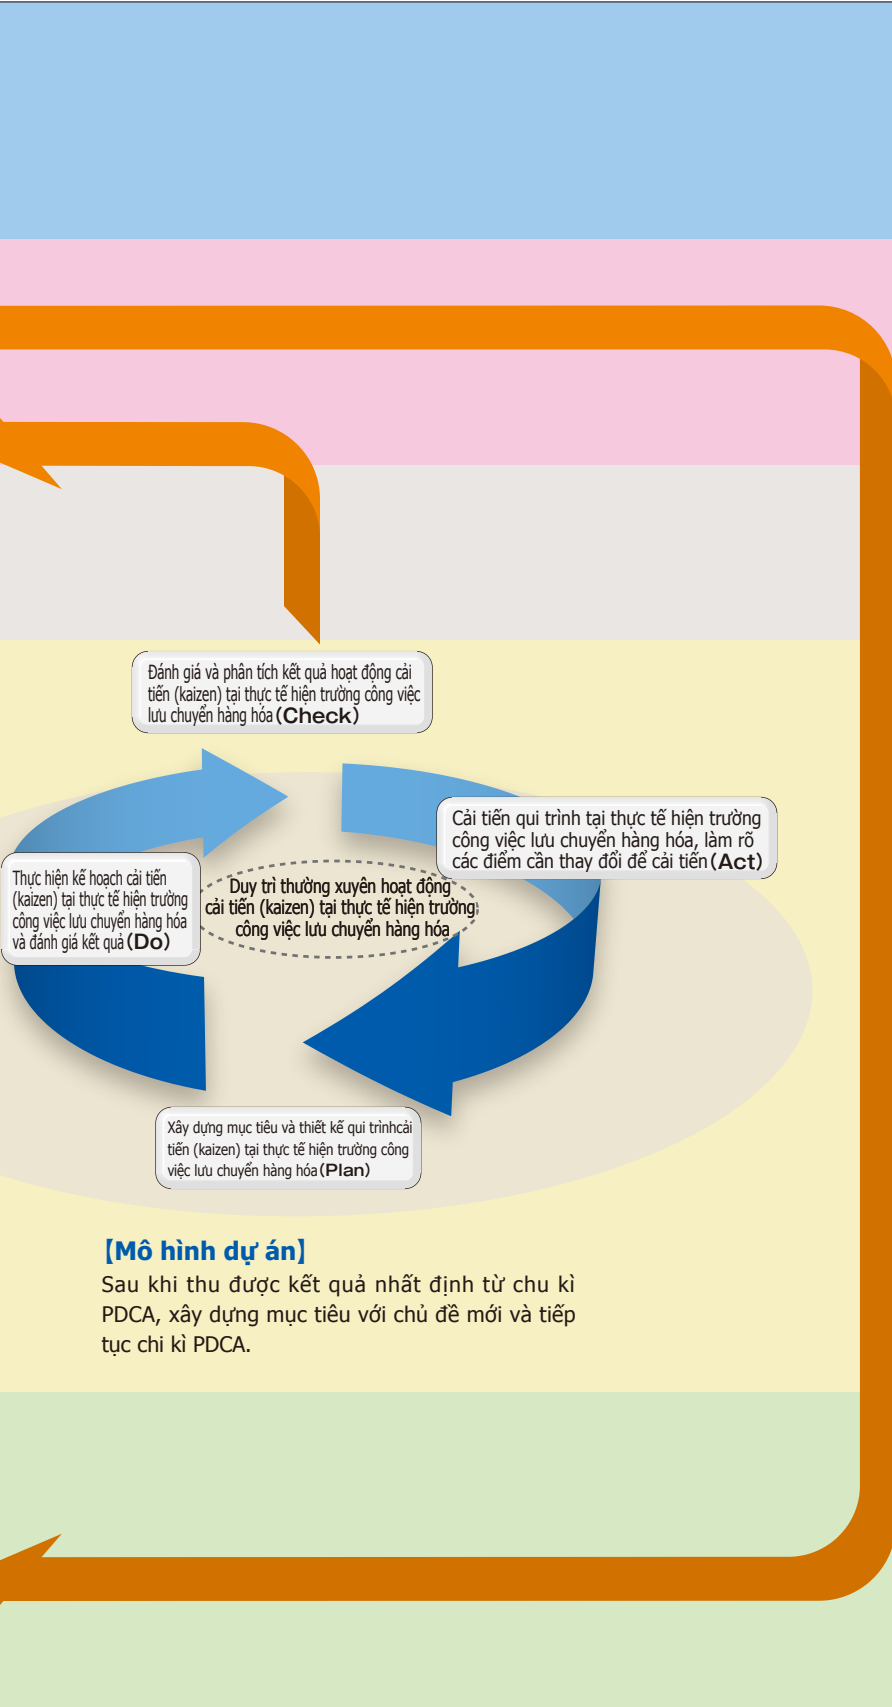 Đánh giá và phân tích kết quả hoạt động cải
tiến (kaizen) tại thực tế hiện trường công việc
lưu chuyển hàng hóa (Check)
Cải tiến qui trình tại thực tế hiện trường
công việc lưu chuyển hàng hóa, làm rõ
các điểm cần thay đổi để cải tiến (Act)
Thực hiện kế hoạch cải tiến
(kaizen) tại thực tế hiện trường
công việc lưu chuyển hàng hóa
và đánh giá kết quả (Do)
Duy trì thường xuyên hoạt động
cải tiến (kaizen) tại thực tế hiện trường
công việc lưu chuyển hàng hóa
Xây dựng mục tiêu và thiết kế qui trìnhcải
tiến (kaizen) tại thực tế hiện trường công
việc lưu chuyển hàng hóa (Plan)
【Mô hình dự án】
Sau khi thu được kết quả nhất định từ chu kì
PDCA, xây dựng mục tiêu với chủ đề mới và tiếp
tục chi kì PDCA.